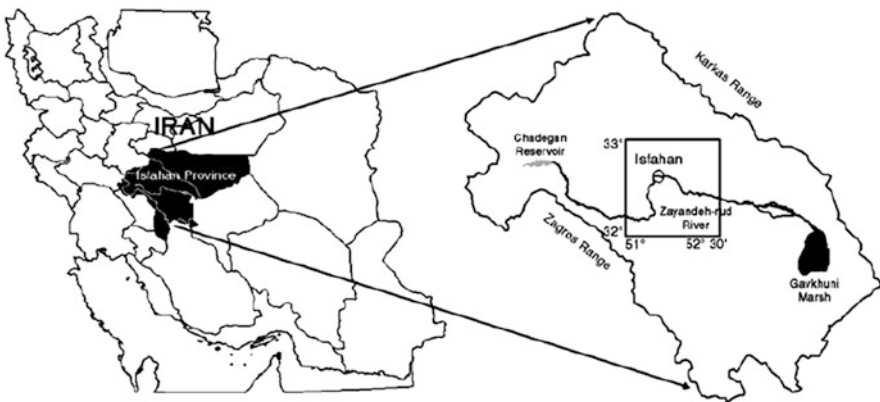 IRAN
Isfahan Province
Karkas Range
Chadegan
Reservoir
33°
Isfahan
Zayandeh-rud
River
32°
51°
52° 30'
Zagros Range
Gavkhuni
Marsh